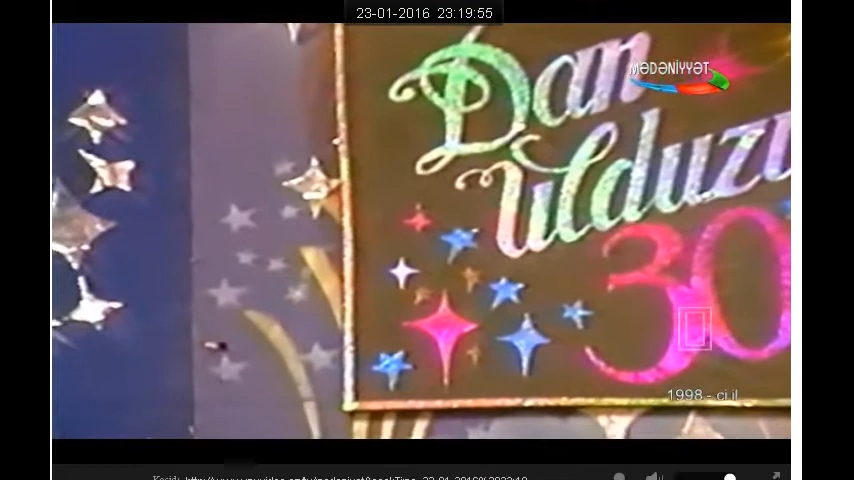 23-01-2016 23:19:55
MƏDƏNİYYƏT
Dan
ulduzu
30
1998 - ci il